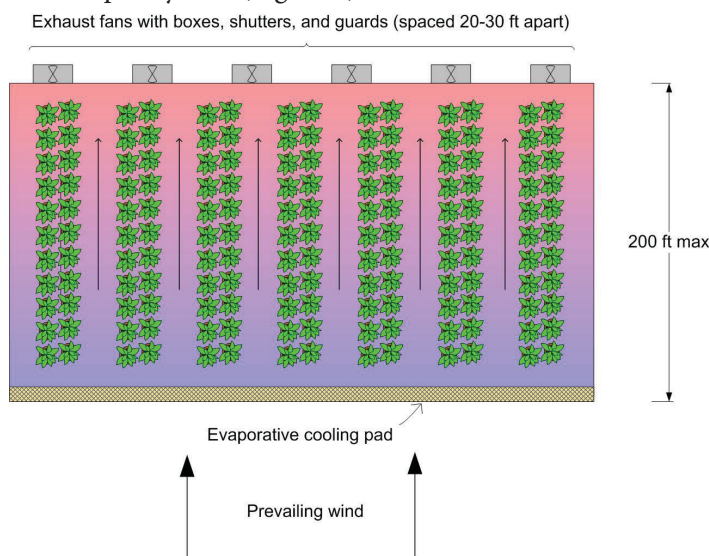 Exhaust fans with boxes, shutters, and guards (spaced 20-30 ft apart)
200 ft max
Evaporative cooling pad
Prevailing wind